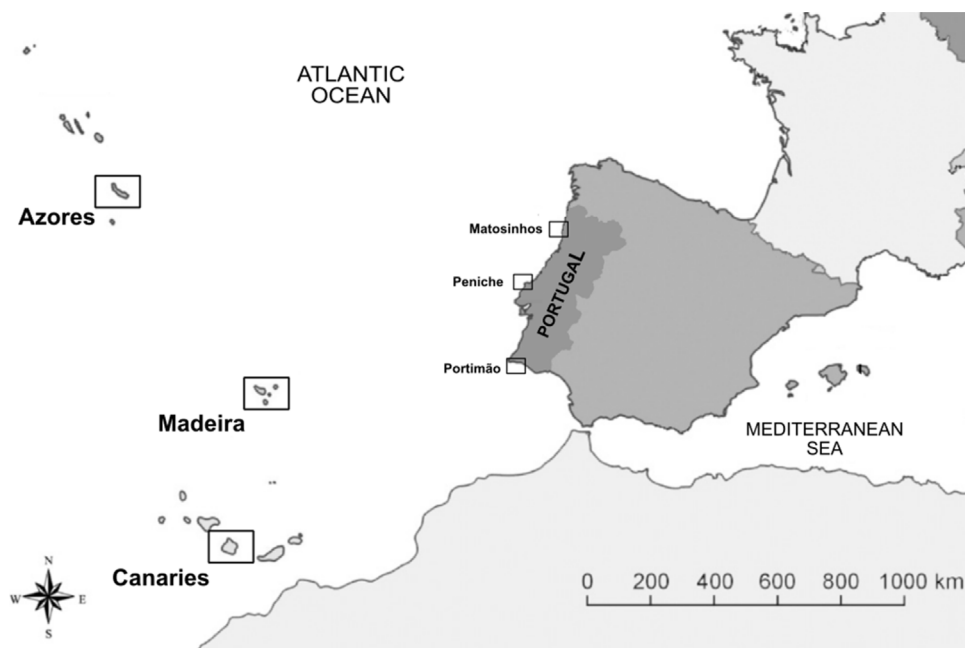 ATLANTIC
OCEAN
Azores
Matosinhos
Peniche
PORTUGAL
Portimão
Madeira
MEDITERRANEAN
SEA
Canaries
N
W E
S
0 200 400 600 800 1000 km